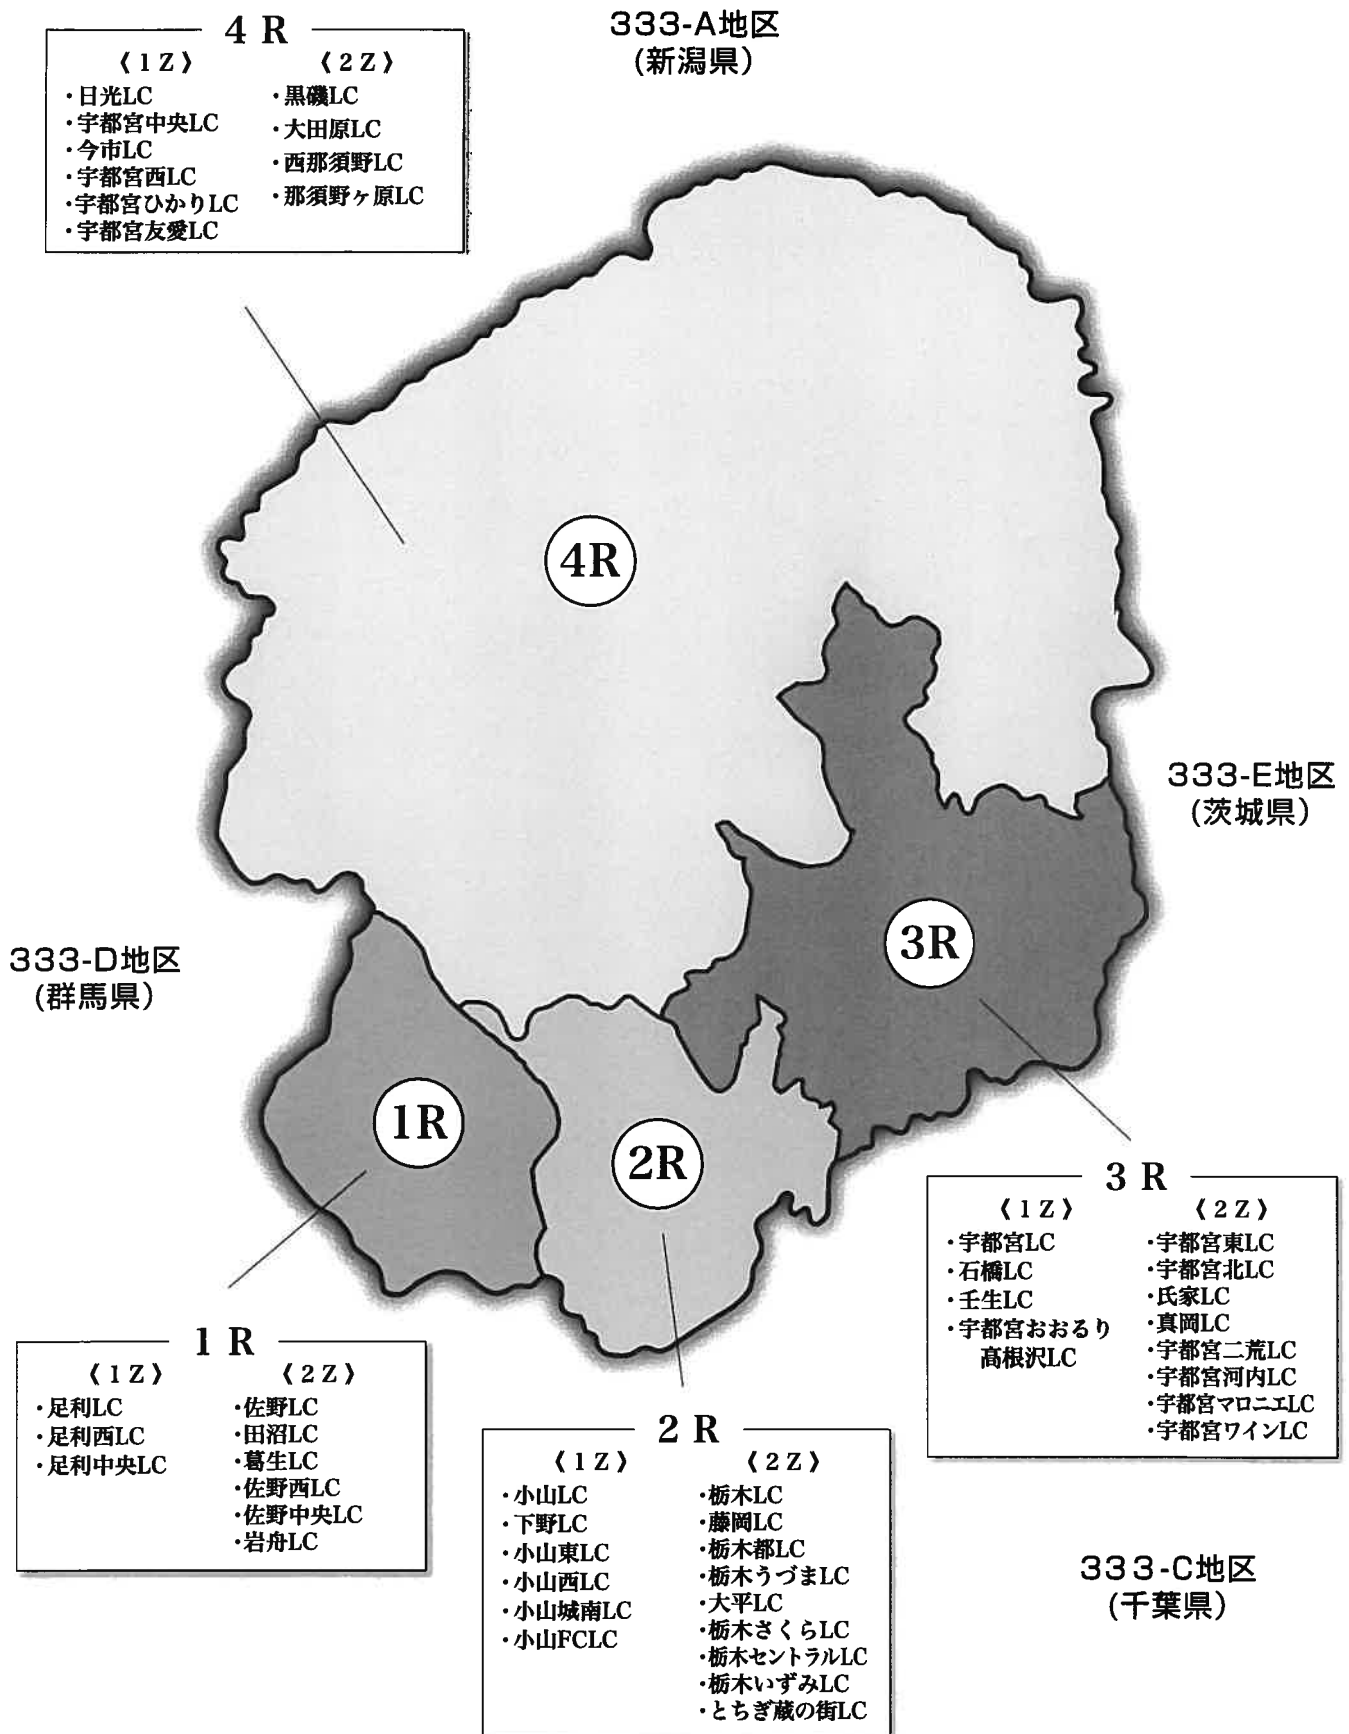 333-A地区
(新潟県)
4 R
《1Z》
・日光LC
・宇都宮中央LC
・今市LC
・宇都宮西LC
・宇都宮ひかりLC
・宇都宮友愛LC
《2Z》
・黒磯LC
・大田原LC
・西那須野LC
・那須野ヶ原LC
4R
333-E地区
(茨城県)
3R
333-D地区
(群馬県)
1R
2R
3 R
《1Z》
・宇都宮LC
・石橋LC
・壬生LC
・宇都宮おおるり
高根沢LC
《2Z》
・宇都宮東LC
・宇都宮北LC
・氏家LC
・真岡LC
・宇都宮二荒LC
・宇都宮河内LC
・宇都宮マロニエLC
・宇都宮ワインLC
1 R
《1Z》
・足利LC
・足利西LC
・足利中央LC
《2Z》
・佐野LC
・田沼LC
・葛生LC
・佐野西LC
・佐野中央LC
・岩舟LC
2 R
《1Z》
・小山LC
・下野LC
・小山東LC
・小山西LC
・小山城南LC
・小山FCLC
《2Z》
・栃木LC
・藤岡LC
・栃木都LC
・栃木うづまLC
・大平LC
・栃木さくらLC
・栃木セントラルLC
・栃木いずみLC
・とちぎ蔵の街LC
333-C地区
(千葉県)